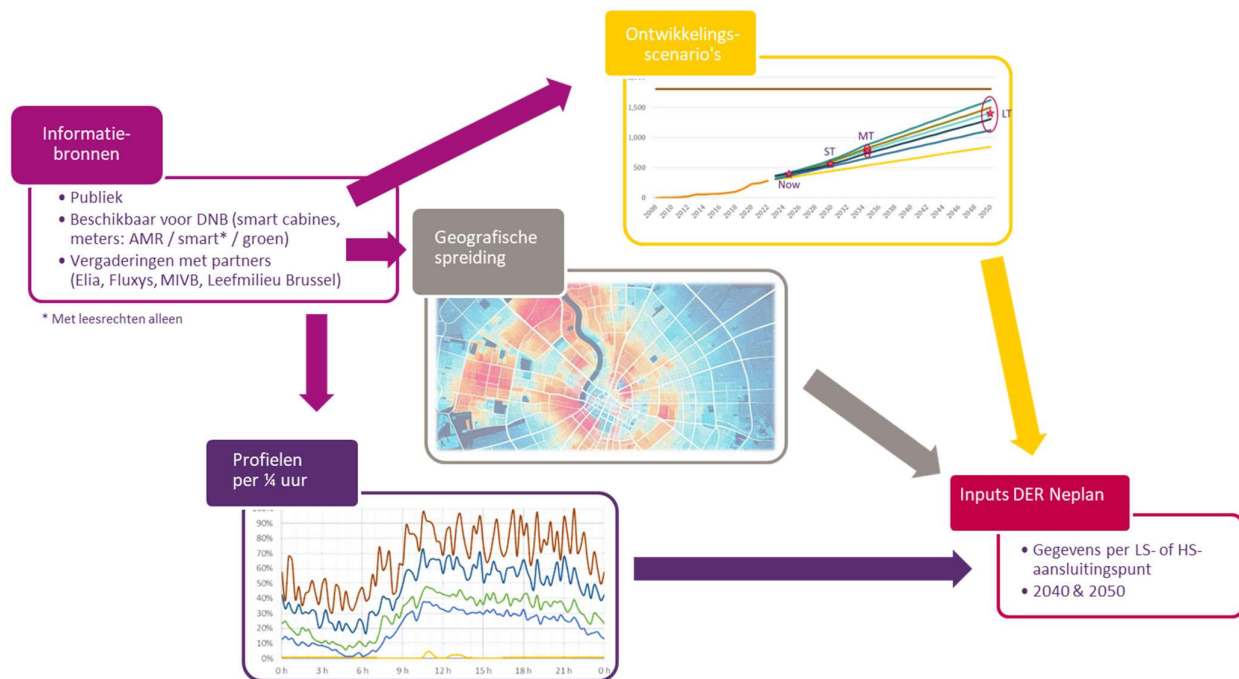 Informatie-
bronnen
• Publiek
• Beschikbaar voor DNB (smart cabines,
meters: AMR / smart* / groen)
• Vergaderingen met partners
(Elia, Fluxys, MIVB, Leefmilieu Brussel)
* Met leesrechten alleen
Ontwikkelings-
scenario's
1,500
1,000
500
0
Now
ST
MT
LT
2008 2010 2012 2014 2016 2018 2020 2022 2024 2026 2028 2030 2032 2034 2036 2038 2040 2042 2044 2046 2048 2050
Geografische
spreiding
Profielen
per ¼ uur
90%
80%
70%
60%
50%
40%
30%
20%
10%
0%
0 h 3 h 6 h 9 h 12 h 15 h 18 h 21 h 0 h
Inputs DER Neplan
• Gegevens per LS- of HS-
aansluitingspunt
• 2040 & 2050